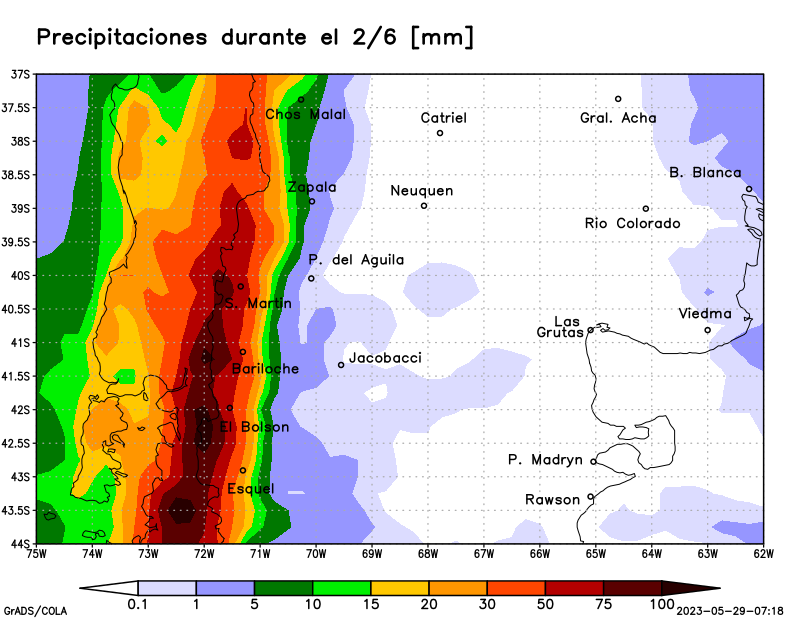 Precipitaciones durante el 2/6 [mm]
37S
37.5S
38S
38.5S
39S
39.5S
40S
40.5S
41S
41.5S
42S
42.5S
43S
43.5S
44S
Chos Malal
Catriel
Gral. Acha
B. Blanca
Zapala
Neuquen
Rio Colorado
P. del Aguila
S. Martin
Viedma
Las
Grutas
Jacobacci
Bariloche
El Bolson
P. Madryn
Esquel
Rawson
75W 74W 73W 72W 71W 70W 69W 68W 67W 66W 65W 64W 63W 62W
0.1 1 5 10 15 20 30 50 75 100
GrADS/COLA
2023-05-29-07:18